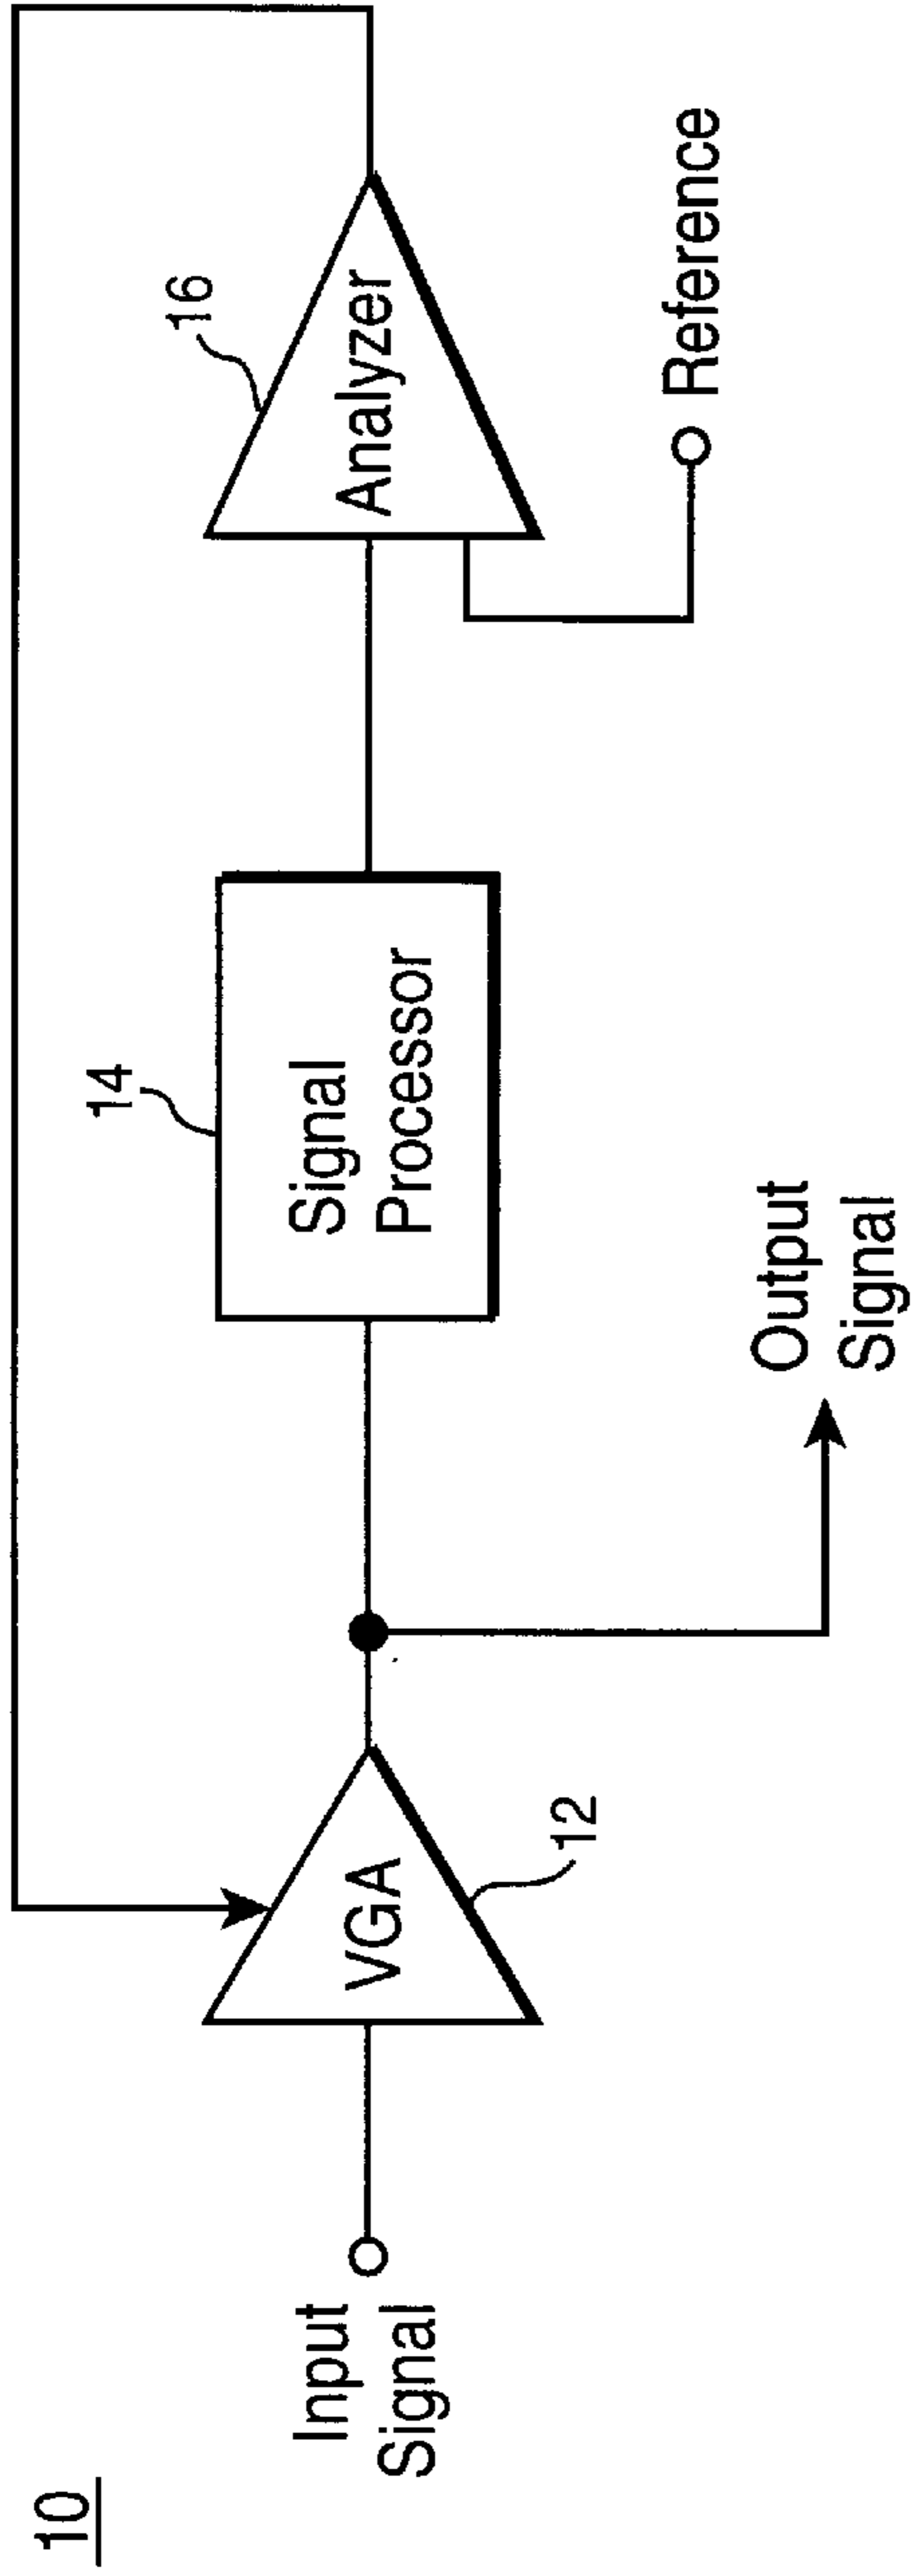 10
Input
Signal
VGA
12
Output
Signal
14
Signal
Processor
16
Analyzer
Reference